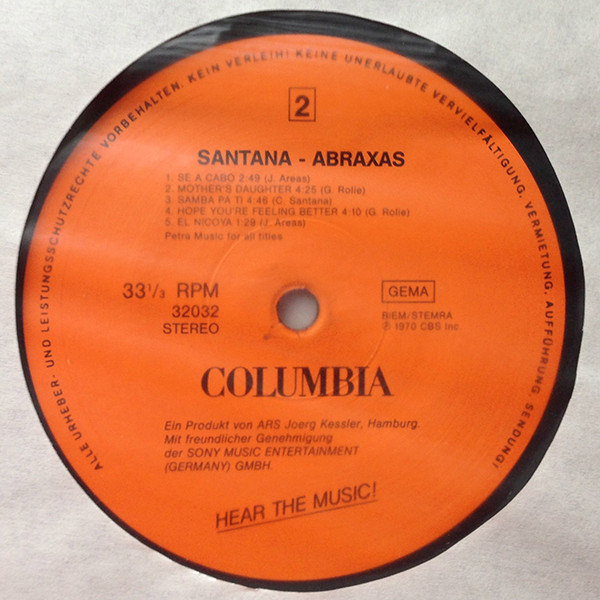 ALLE URHEBER- UND LEISTUNGSSCHUTZRECHTE VORBEHALTEN. KEIN VERLEIH! KEINE UNERLAUBTE VERVIELFÄLTIGUNG, VERMIETUNG, AUFFÜHRUNG, SENDUNG!
2
SANTANA - ABRAXAS
1. SE A CABO 2:49 (J. Areas)
2. MOTHER'S DAUGHTER 4:25 (G. Rolie)
3. SAMBA PA TI 4:46 (C. Santana)
4. HOPE YOU'RE FEELING BETTER 4:10 (G. Rolie)
5. EL NICOYA 1:29 (J. Areas)
Petra Music for all titles
33 1/3 RPM
32032
STEREO
GEMA
BIEM/STEMRA
℗ 1970 CBS Inc.
COLUMBIA
Ein Produkt von ARS Joerg Kessler, Hamburg.
Mit freundlicher Genehmigung
der SONY MUSIC ENTERTAINMENT
(GERMANY) GMBH.
HEAR THE MUSIC!